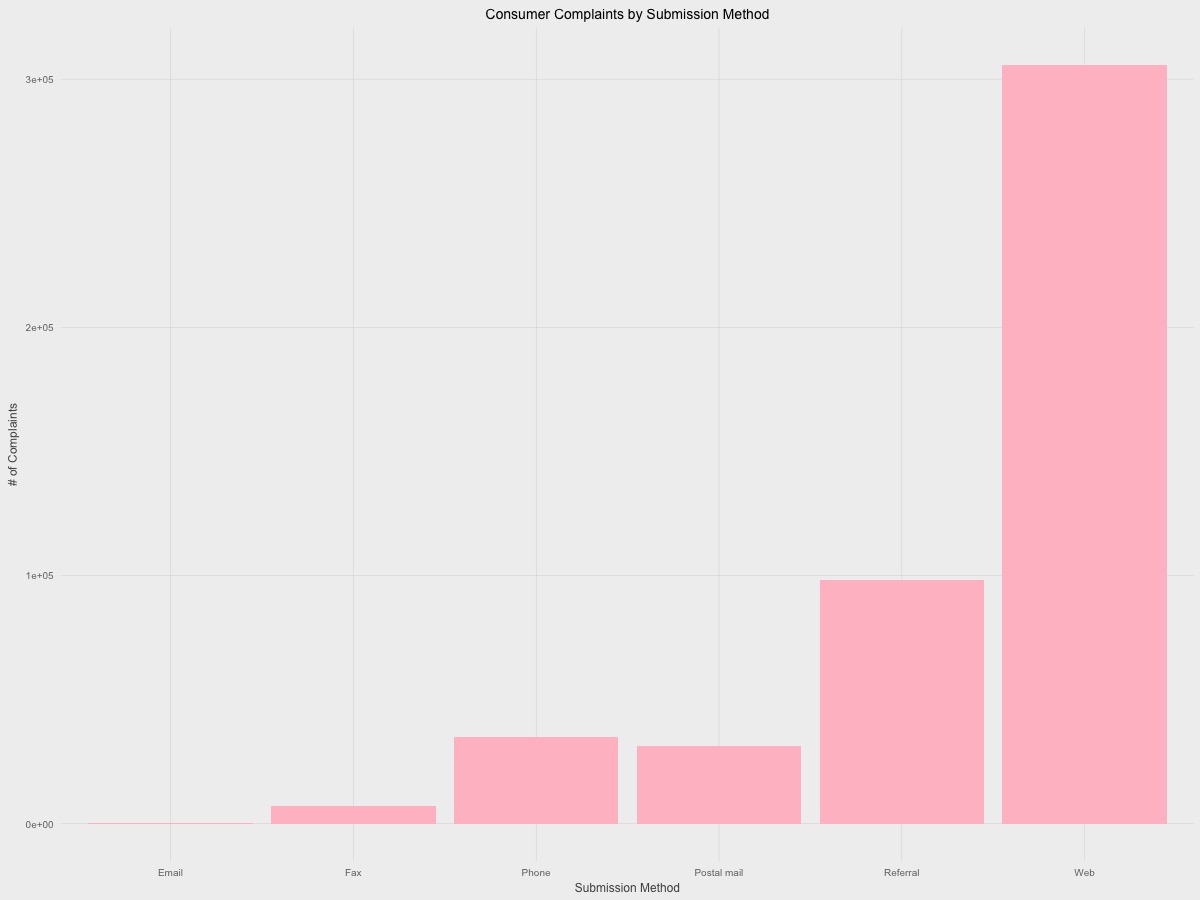 Consumer Complaints by Submission Method
3e+05
2e+05
1e+05
0e+00
# of Complaints
Email
Fax
Phone
Postal mail
Referral
Web
Submission Method